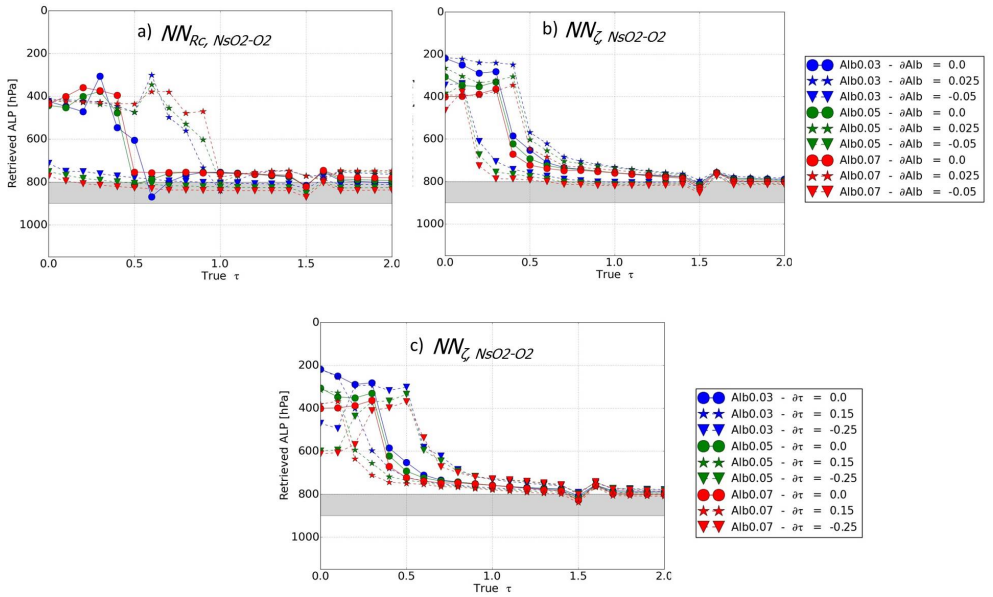 a) NN_Rc, NsO2-O2
0
200
400
600
800
1000
Retrieved ALP [hPa]
0.0 0.5 1.0 1.5 2.0
True τ
b) NN_ζ, NsO2-O2
0
200
400
600
800
1000
0.0 0.5 1.0 1.5 2.0
True τ
Alb0.03 - ∂Alb = 0.0
Alb0.03 - ∂Alb = 0.025
Alb0.03 - ∂Alb = -0.05
Alb0.05 - ∂Alb = 0.0
Alb0.05 - ∂Alb = 0.025
Alb0.05 - ∂Alb = -0.05
Alb0.07 - ∂Alb = 0.0
Alb0.07 - ∂Alb = 0.025
Alb0.07 - ∂Alb = -0.05
c) NN_ζ, NsO2-O2
0
200
400
600
800
1000
Retrieved ALP [hPa]
0.0 0.5 1.0 1.5 2.0
True τ
Alb0.03 - ∂τ = 0.0
Alb0.03 - ∂τ = 0.15
Alb0.03 - ∂τ = -0.25
Alb0.05 - ∂τ = 0.0
Alb0.05 - ∂τ = 0.15
Alb0.05 - ∂τ = -0.25
Alb0.07 - ∂τ = 0.0
Alb0.07 - ∂τ = 0.15
Alb0.07 - ∂τ = -0.25